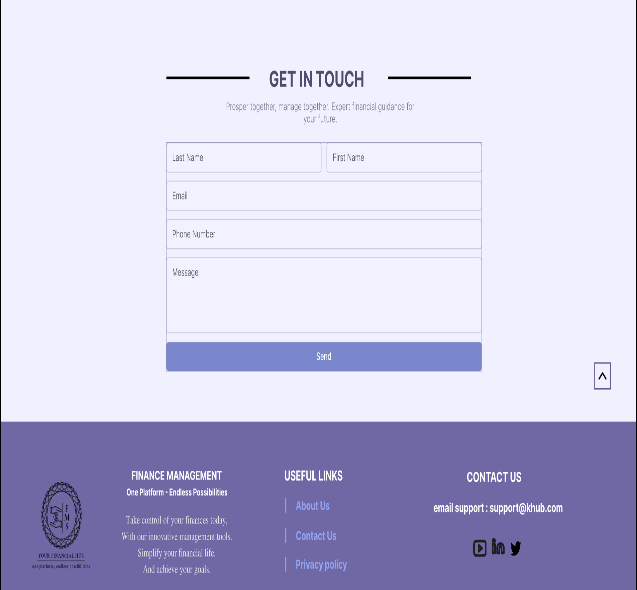 GET IN TOUCH
Prosper together, manage together. Expert financial guidance for
your future.
Last Name
First Name
Email
Phone Number
Message
Send
FINANCE MANAGEMENT
One Platform - Endless Possibilities
Take control of your finances today,
With our innovative management tools.
Simplify your financial life.
And achieve your goals.
USEFUL LINKS
About Us
Contact Us
Privacy policy
CONTACT US
email support : support@khub.com
in
F
M
S
YOUR FINANCIAL